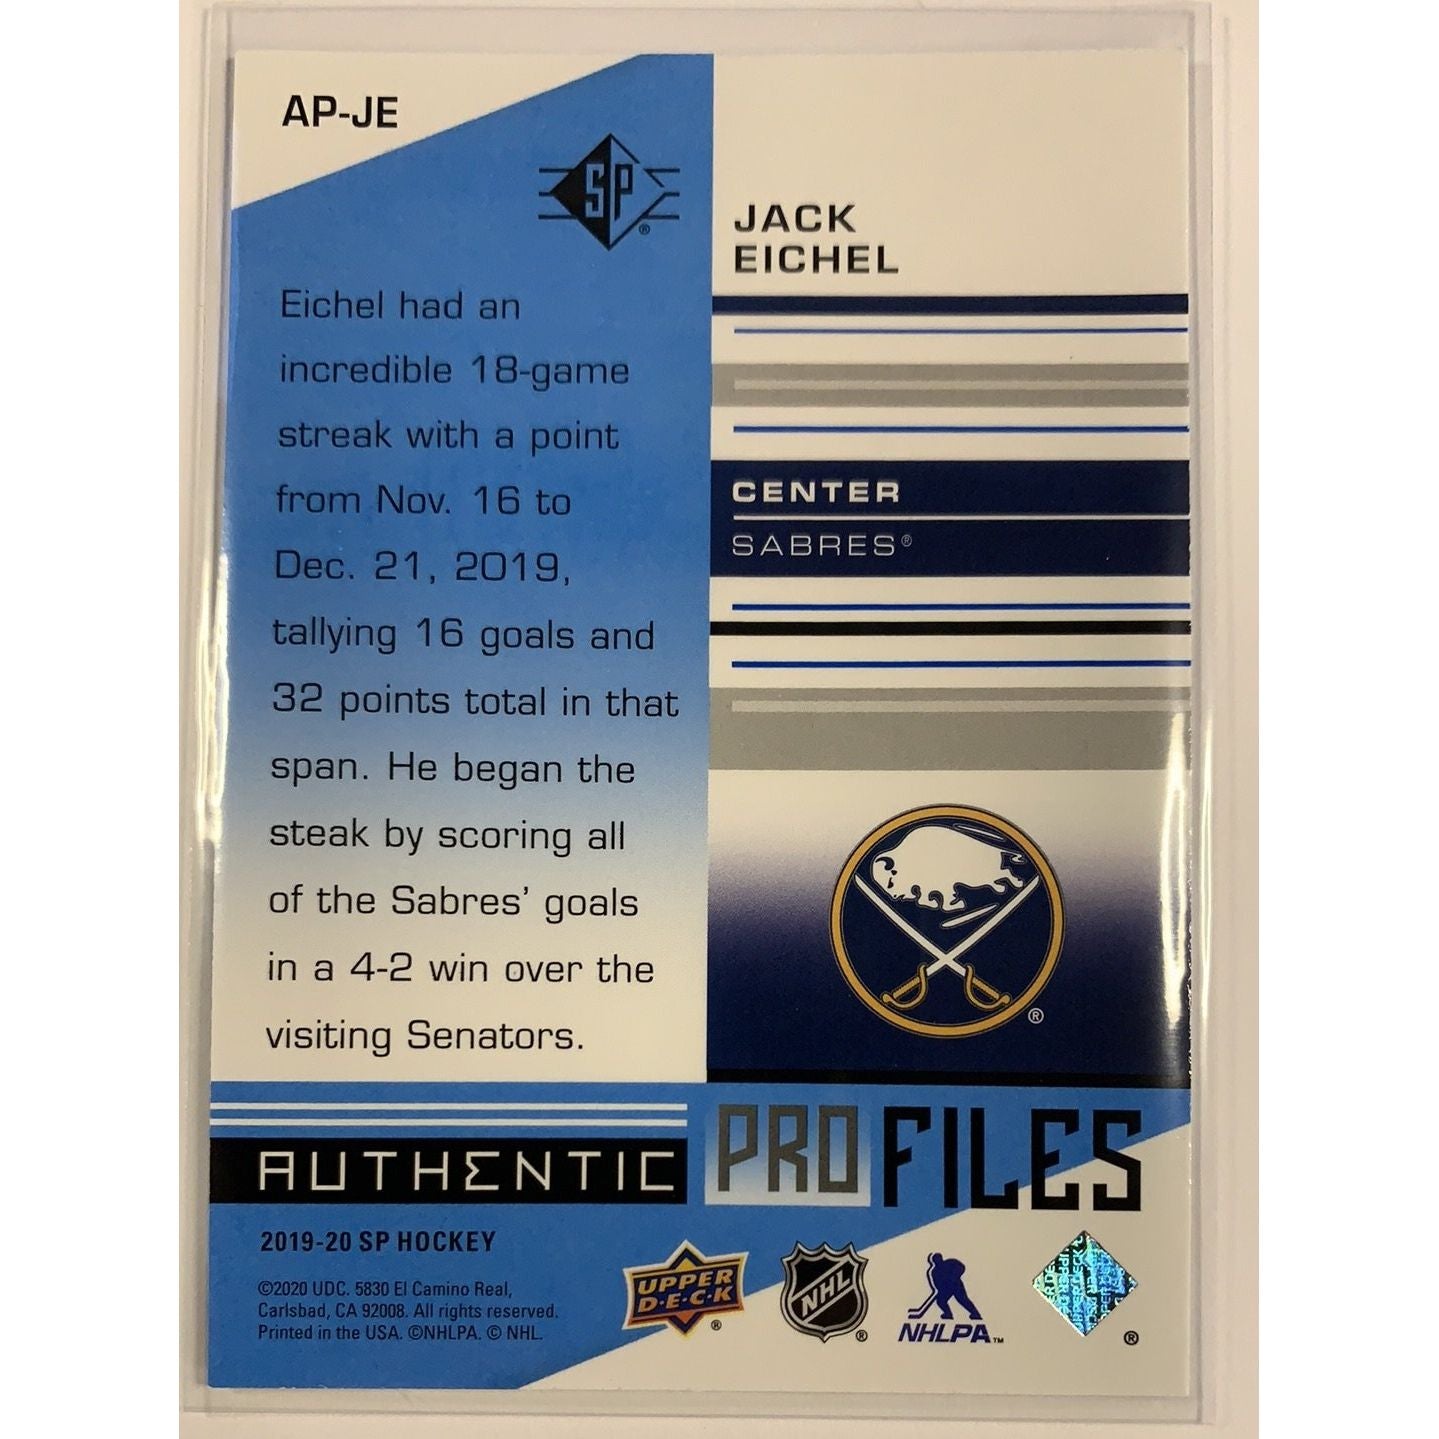 AP-JE
SP®
JACK
EICHEL
Eichel had an
incredible 18-game
streak with a point
from Nov. 16 to
Dec. 21, 2019,
tallying 16 goals and
32 points total in that
span. He began the
steak by scoring all
of the Sabres’ goals
in a 4-2 win over the
visiting Senators.
CENTER
SABRES®
®
AUTHENTIC PROFILES
2019-20 SP HOCKEY
©2020 UDC. 5830 El Camino Real,
Carlsbad, CA 92008. All rights reserved.
Printed in the USA. ©NHLPA. © NHL.
UPPER
D•E•C•K
®
NHL
®
NHLPA™
®